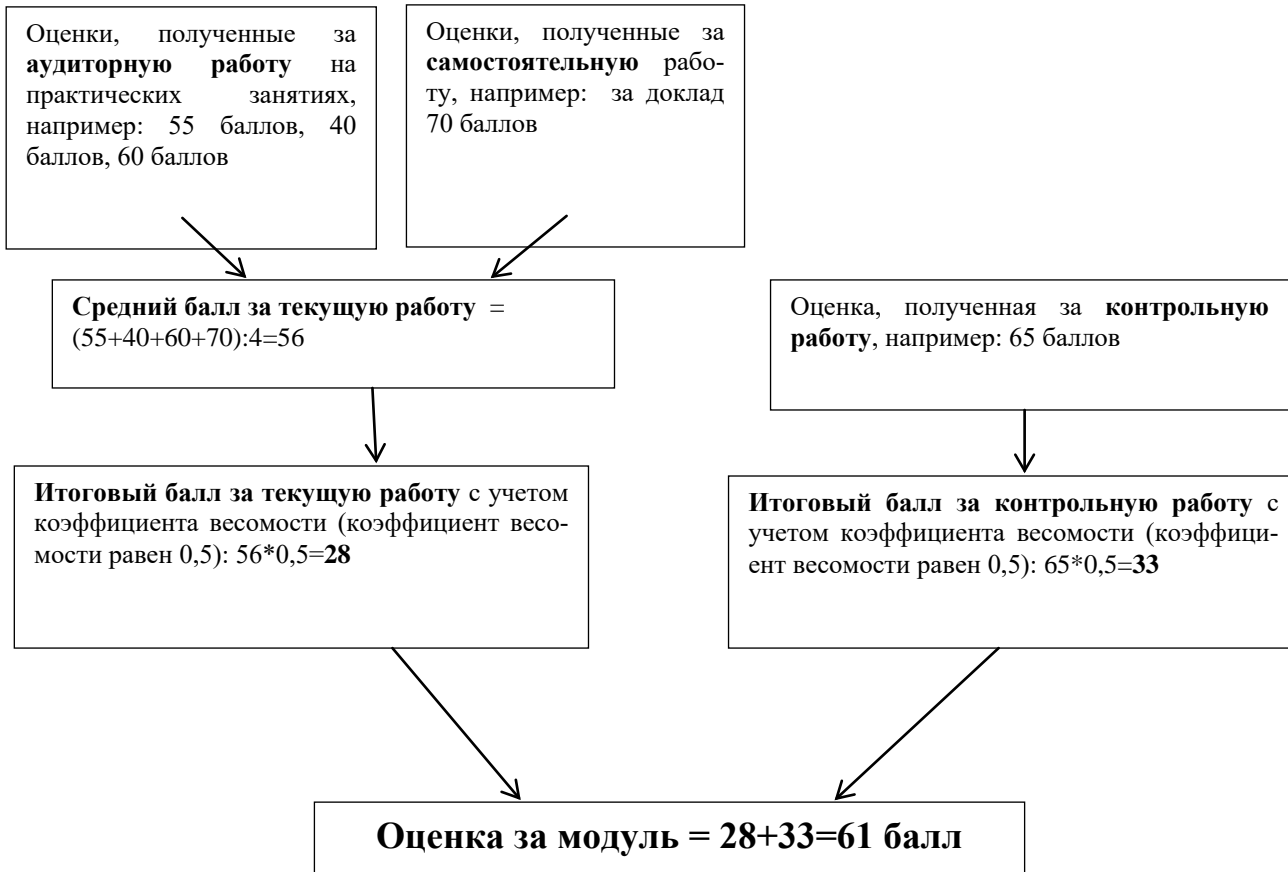 Оценки, полученные за
аудиторную работу на
практических занятиях,
например: 55 баллов, 40
баллов, 60 баллов
Оценки, полученные за
самостоятельную рабо-
ту, например: за доклад
70 баллов
Средний балл за текущую работу =
(55+40+60+70):4=56
Оценка, полученная за контрольную
работу, например: 65 баллов
Итоговый балл за текущую работу с учетом
коэффициента весомости (коэффициент весо-
мости равен 0,5): 56*0,5=28
Итоговый балл за контрольную работу с
учетом коэффициента весомости (коэффици-
ент весомости равен 0,5): 65*0,5=33
Оценка за модуль = 28+33=61 балл